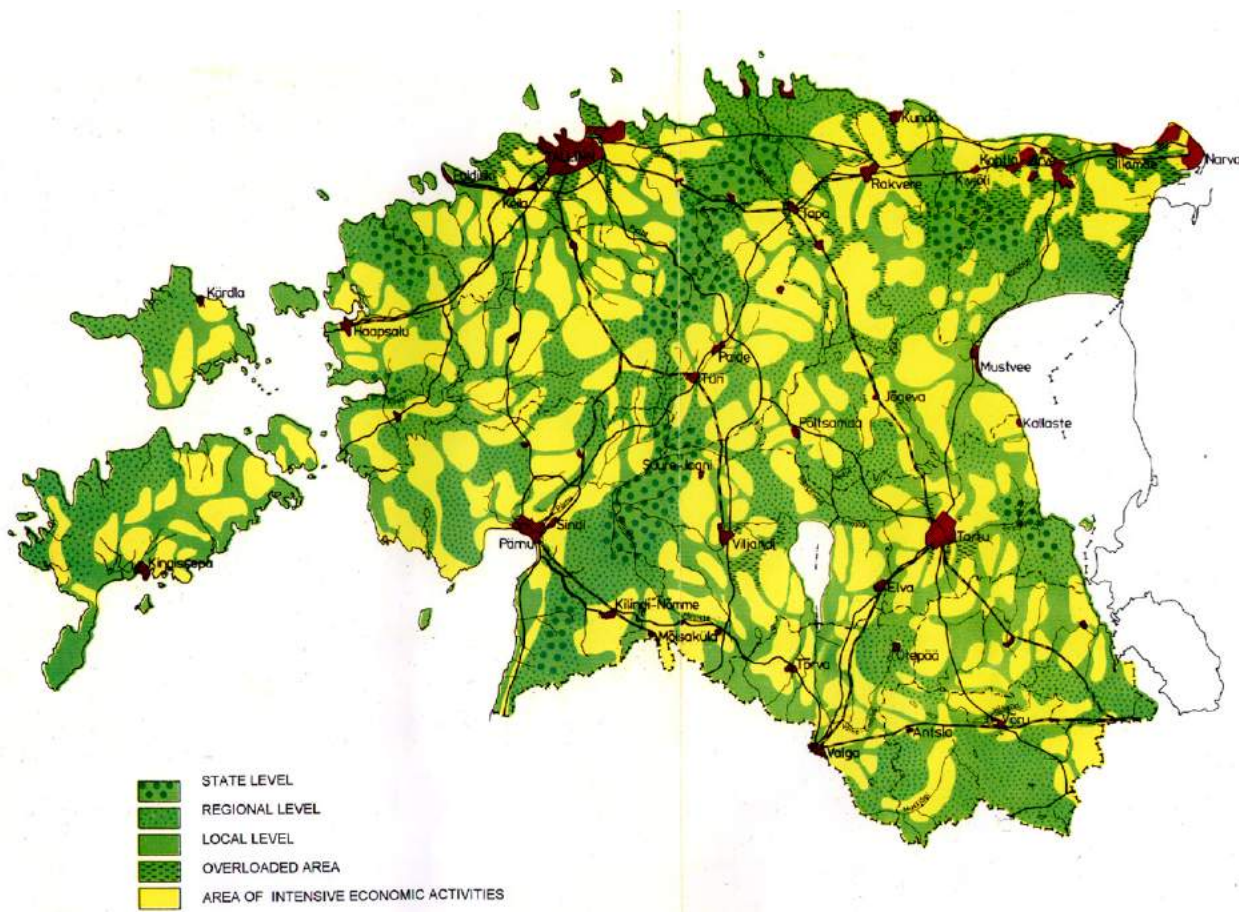 Kunda
Narva
Sillamäe
Kohtla-Järve
Kiviõli
Rakvere
Keila
Tapa
Kärdla
Haapsalu
Paide
Mustvee
Türi
Jõgeva
Põltsamaa
Kallaste
Suure-Jaani
Sindi
Pärnu
Viljandi
Tartu
Kingissepa
Elva
Kilingi-Nõmme
Mõisaküla
Otepää
Tõrva
Võru
Antsla
Valga
STATE LEVEL
REGIONAL LEVEL
LOCAL LEVEL
OVERLOADED AREA
AREA OF INTENSIVE ECONOMIC ACTIVITIES